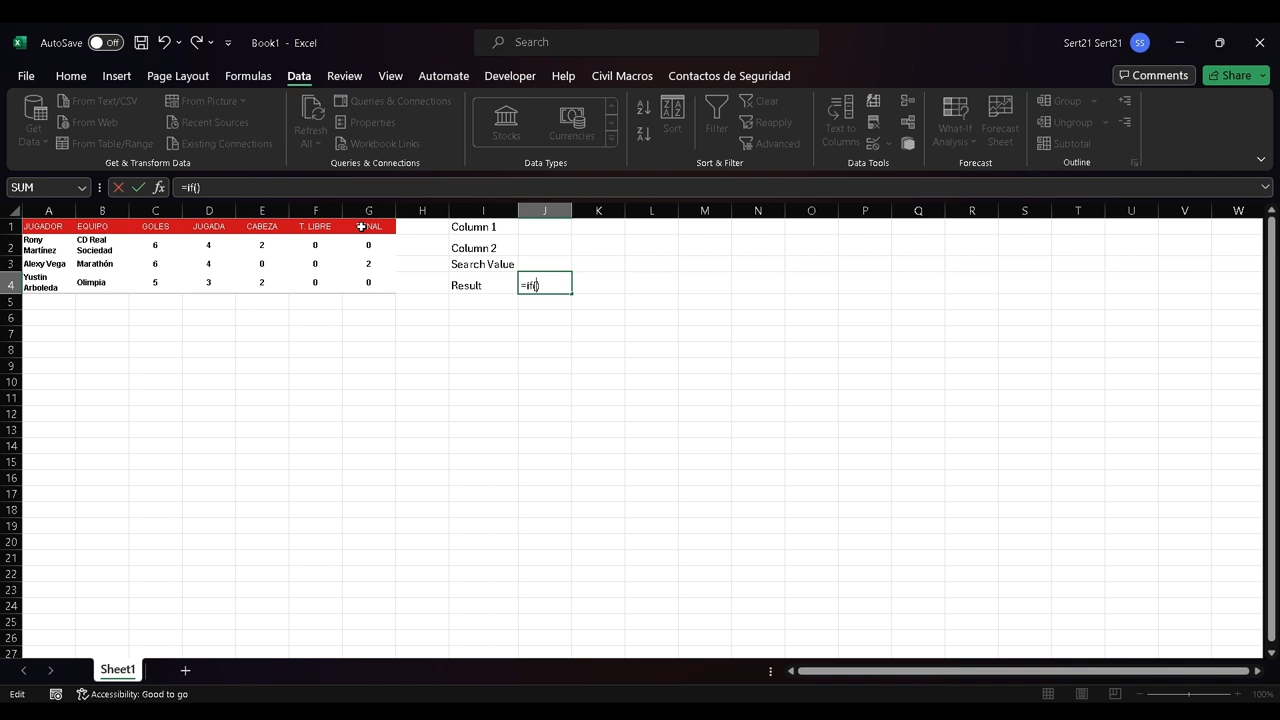 AutoSave Off Book1 - Excel Search Sert21 Sert21 SS
File Home Insert Page Layout Formulas Data Review View Automate Developer Help Civil Macros Contactos de Seguridad Comments Share
Get Data
From Text/CSV
From Web
From Table/Range
From Picture
Recent Sources
Existing Connections
Get & Transform Data
Refresh All
Queries & Connections
Properties
Workbook Links
Queries & Connections
Stocks
Currencies
Data Types
Sort
Filter
Clear
Reapply
Advanced
Sort & Filter
Text to Columns
Data Tools
What-If Analysis
Forecast Sheet
Forecast
Group
Ungroup
Subtotal
Outline
SUM fx =if()
A B C D E F G H I J K L M N O P Q R S T U V W
1 JUGADOR EQUIPO GOLES JUGADA CABEZA T. LIBRE NAL Column 1
2 Rony Martínez CD Real Sociedad 6 4 2 0 0 Column 2
3 Alexy Vega Marathón 6 4 0 0 2 Search Value
4 Yustin Arboleda Olimpia 5 3 2 0 0 Result =if()
5
6
7
8
9
10
11
12
13
14
15
16
17
18
19
20
21
22
23
24
25
26
27
Sheet1
Edit Accessibility: Good to go 100%